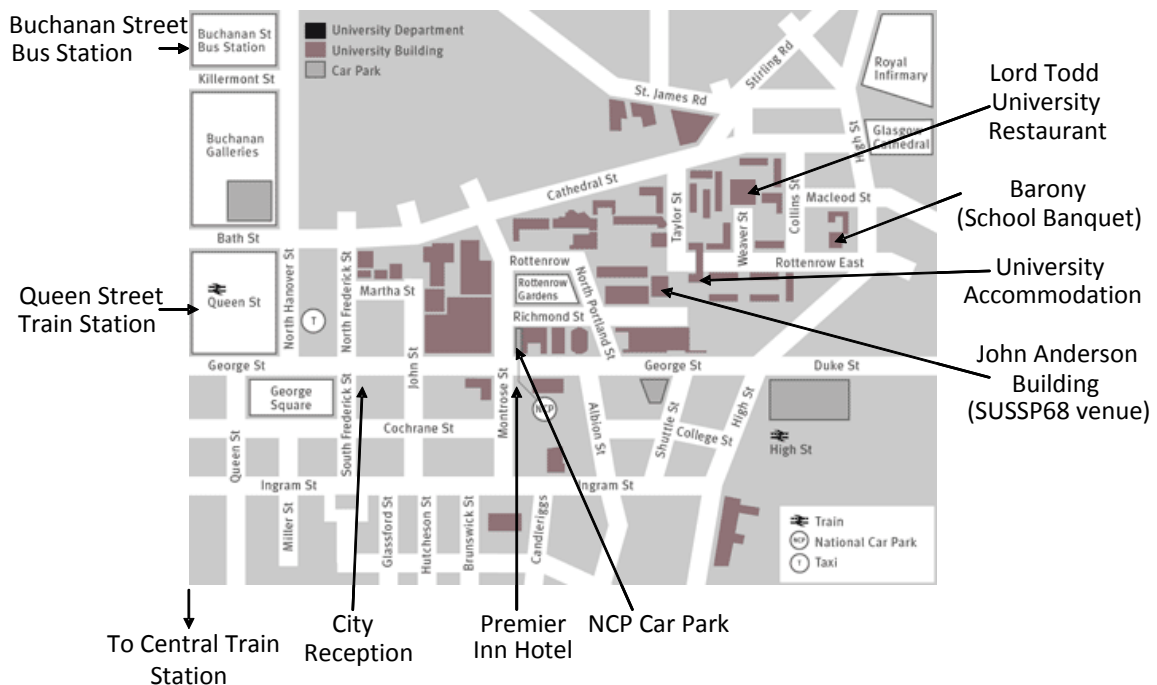 Buchanan Street
Bus Station
Buchanan St
Bus Station
University Department
University Building
Car Park
Killermont St
Buchanan
Galleries
St. James Rd
Stirling Rd
Royal
Infirmary
Lord Todd
University
Restaurant
High St
Glasgow
Cathedral
Cathedral St
Taylor St
Weaver St
Collins St
Macleod St
Barony
(School Banquet)
Bath St
North Hanover St
North Frederick St
Rottenrow
Rottenrow East
Queen Street
Train Station
Queen St
T
Martha St
Rottenrow
Gardens
North Portland St
University
Accommodation
Richmond St
John Anderson
Building
(SUSSP68 venue)
George St
John St
George St
Duke St
George
Square
South Frederick St
Montrose St
NCP
Albion St
Shuttle St
High St
Cochrane St
College St
High St
Queen St
Ingram St
Ingram St
Miller St
Glassford St
Hutcheson St
Brunswick St
Candleriggs
Train
NCP
National Car Park
T
Taxi
To Central Train
Station
City
Reception
Premier
Inn Hotel
NCP Car Park